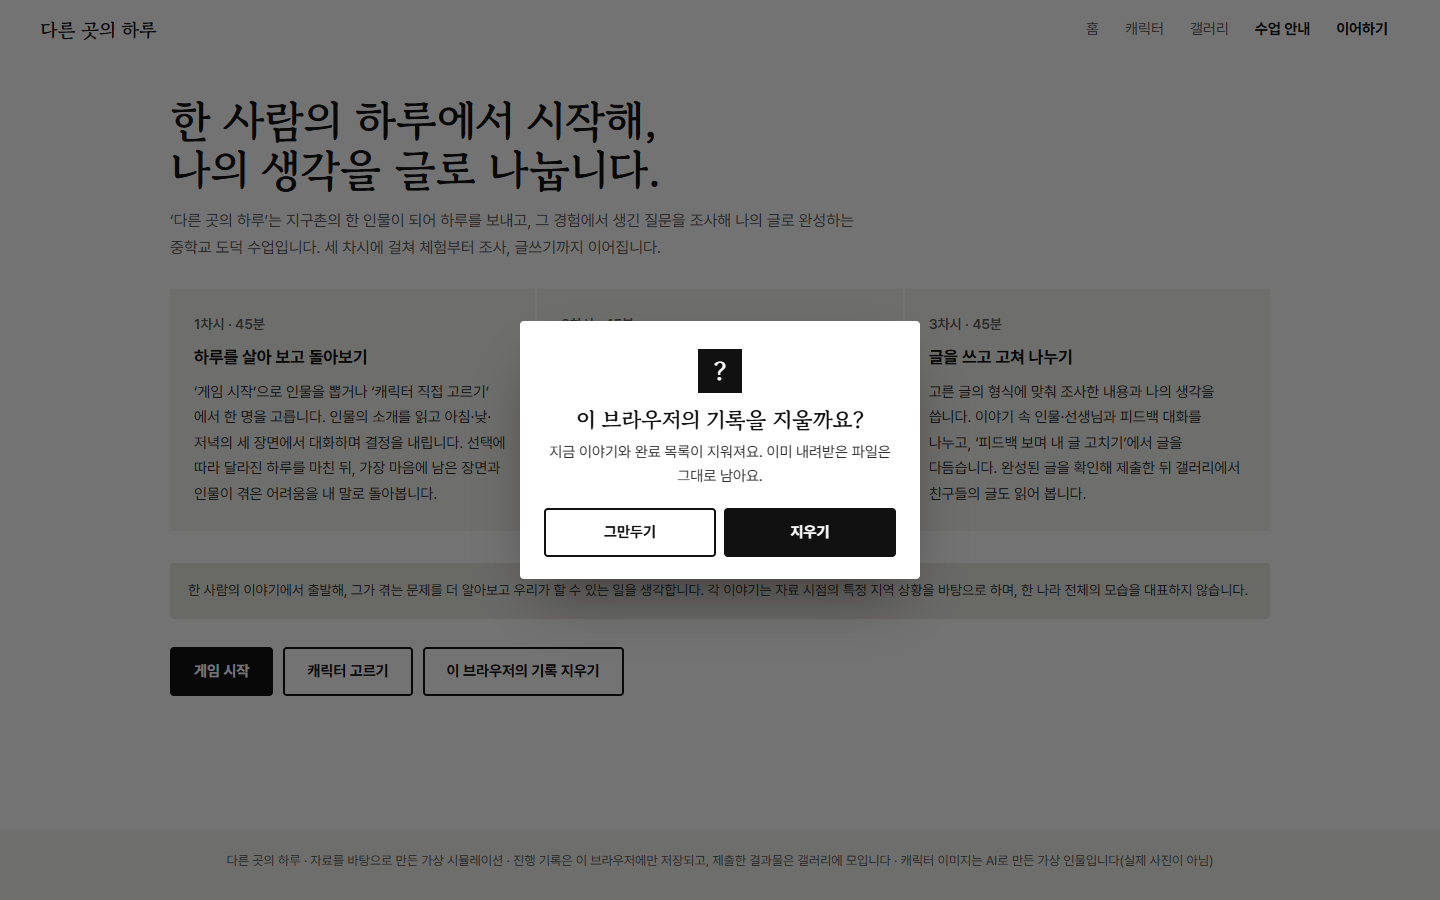 다른 곳의 하루
홈 캐릭터 갤러리 수업 안내 이어하기
한 사람의 하루에서 시작해,
나의 생각을 글로 나눕니다.
‘다른 곳의 하루’는 지구촌의 한 인물이 되어 하루를 보내고, 그 경험에서 생긴 질문을 조사해 나의 글로 완성하는
중학교 도덕 수업입니다. 세 차시에 걸쳐 체험부터 조사, 글쓰기까지 이어집니다.
1차시 · 45분
하루를 살아 보고 돌아보기
‘게임 시작’으로 인물을 뽑거나 ‘캐릭터 직접 고르기’
에서 한 명을 고릅니다. 인물의 소개를 읽고 아침·낮·
저녁의 세 장면에서 대화하며 결정을 내립니다. 선택에
따라 달라진 하루를 마친 뒤, 가장 마음에 남은 장면과
인물이 겪은 어려움을 내 말로 돌아봅니다.
3차시 · 45분
글을 쓰고 고쳐 나누기
고른 글의 형식에 맞춰 조사한 내용과 나의 생각을
씁니다. 이야기 속 인물·선생님과 피드백 대화를
나누고, ‘피드백 보며 내 글 고치기’에서 글을
다듬습니다. 완성된 글을 확인해 제출한 뒤 갤러리에서
친구들의 글도 읽어 봅니다.
?
이 브라우저의 기록을 지울까요?
지금 이야기와 완료 목록이 지워져요. 이미 내려받은 파일은
그대로 남아요.
그만두기 지우기
한 사람의 이야기에서 출발해, 그가 겪는 문제를 더 알아보고 우리가 할 수 있는 일을 생각합니다. 각 이야기는 자료 시점의 특정 지역 상황을 바탕으로 하며, 한 나라 전체의 모습을 대표하지 않습니다.
게임 시작 캐릭터 고르기 이 브라우저의 기록 지우기
다른 곳의 하루 · 자료를 바탕으로 만든 가상 시뮬레이션 · 진행 기록은 이 브라우저에만 저장되고, 제출한 결과물은 갤러리에 모입니다 · 캐릭터 이미지는 AI로 만든 가상 인물입니다(실제 사진이 아님)